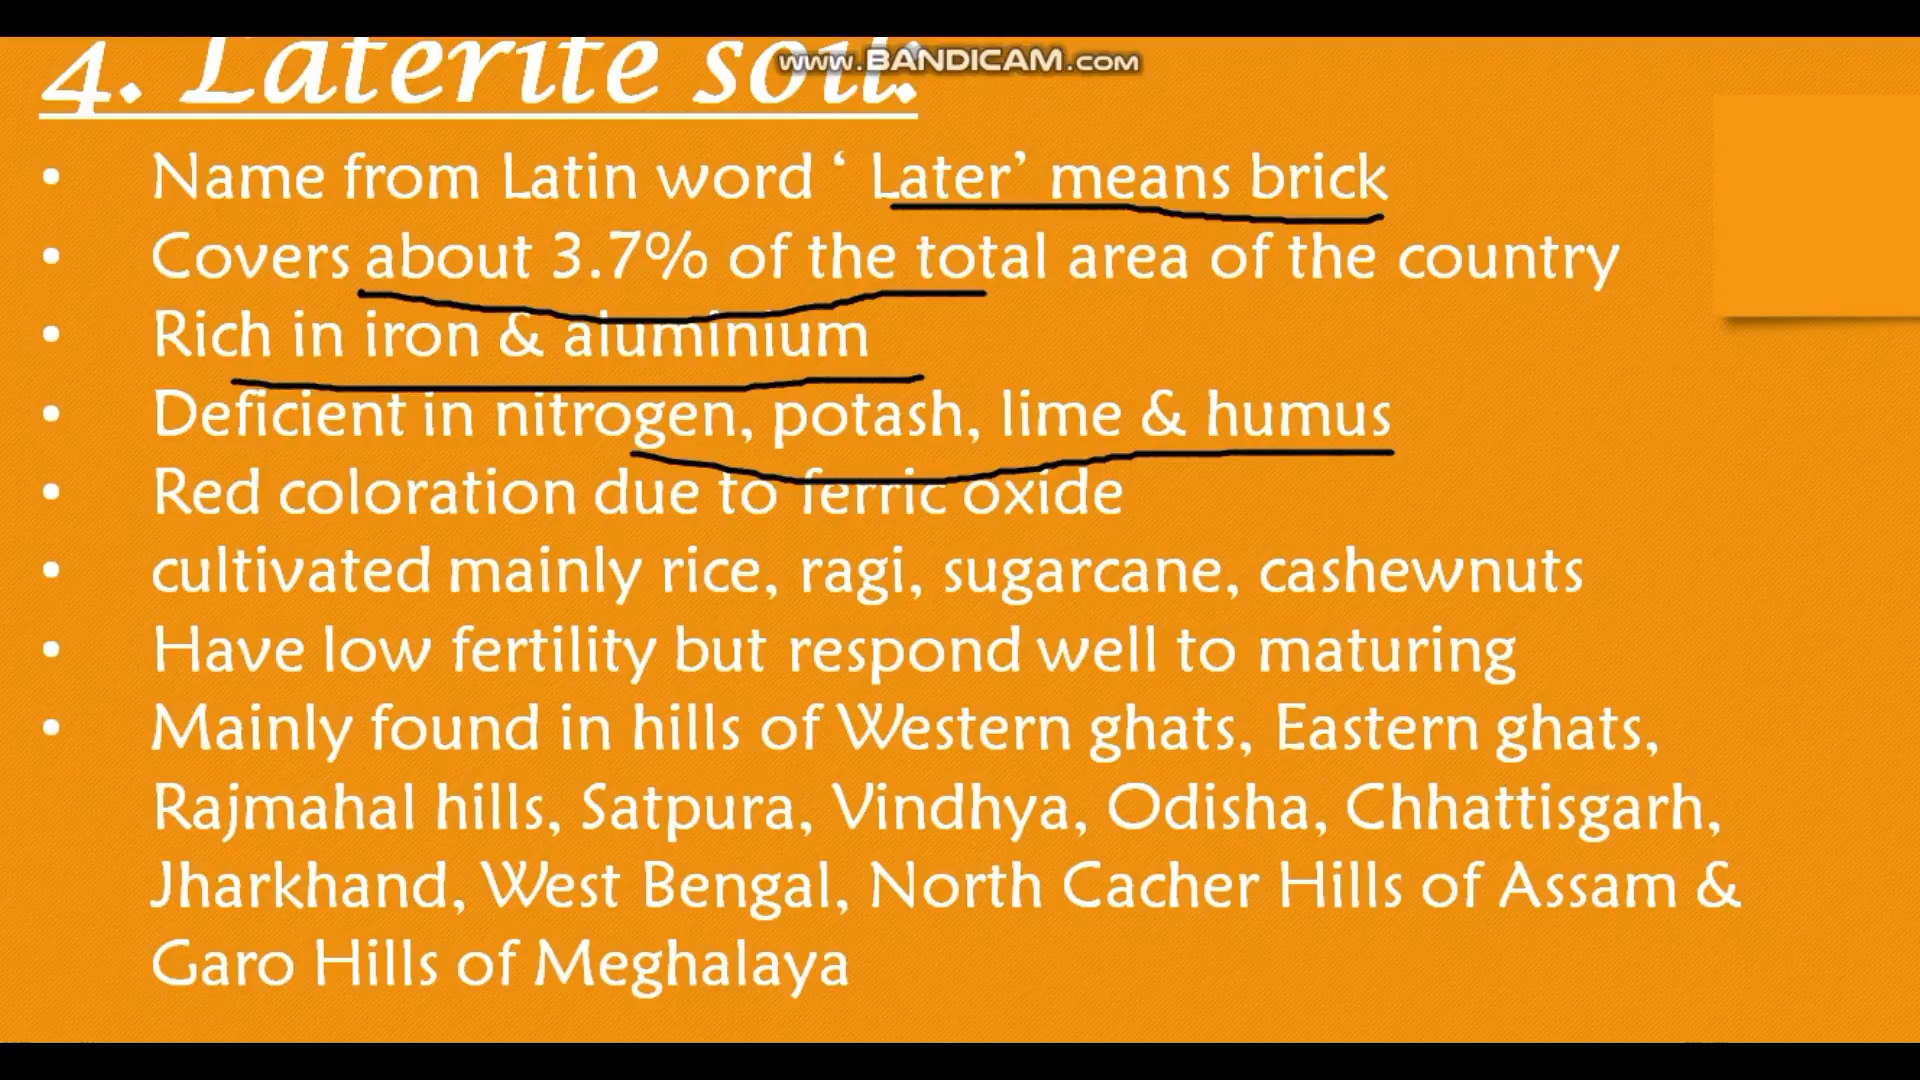 4. Laterite soil:
www.BANDICAM.com
• Name from Latin word ‘ Later’ means brick
• Covers about 3.7% of the total area of the country
• Rich in iron & aluminium
• Deficient in nitrogen, potash, lime & humus
• Red coloration due to ferric oxide
• cultivated mainly rice, ragi, sugarcane, cashewnuts
• Have low fertility but respond well to maturing
• Mainly found in hills of Western ghats, Eastern ghats,
Rajmahal hills, Satpura, Vindhya, Odisha, Chhattisgarh,
Jharkhand, West Bengal, North Cacher Hills of Assam &
Garo Hills of Meghalaya